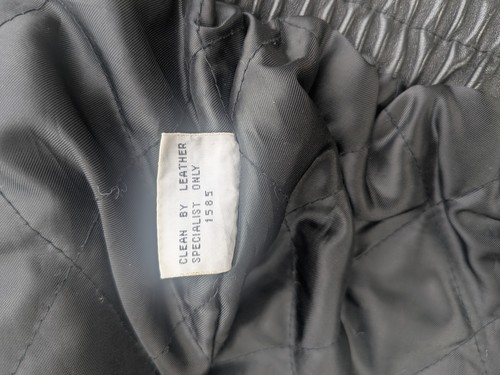 CLEAN BY LEATHER
SPECIALIST ONLY
1585